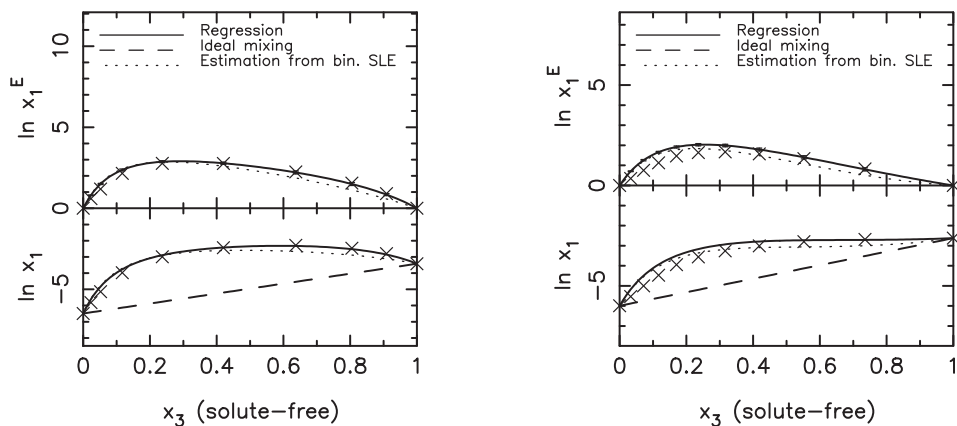 Regression
Ideal mixing
Estimation from bin. SLE
10
5
0
−5
ln x₁ᴱ
ln x₁
0 0.2 0.4 0.6 0.8 1
x₃ (solute−free)
Regression
Ideal mixing
Estimation from bin. SLE
5
0
−5
ln x₁ᴱ
ln x₁
0 0.2 0.4 0.6 0.8 1
x₃ (solute−free)